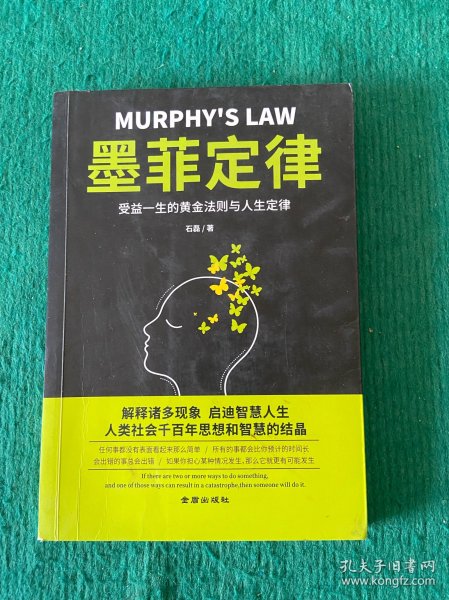 MURPHY'S LAW
墨菲定律
受益一生的黄金法则与人生定律
石磊 / 著
解释诸多现象 启迪智慧人生
人类社会千百年思想和智慧的结晶
任何事都没有表面看起来那么简单 / 所有的事都会比你预计的时间长
会出错的事总会出错 / 如果你担心某种情况发生，那么它就更有可能发生
If there are two or more ways to do something,
and one of those ways can result in a catastrophe,then someone will do it.
金盾出版社
孔夫子旧书网
www.kongfz.com